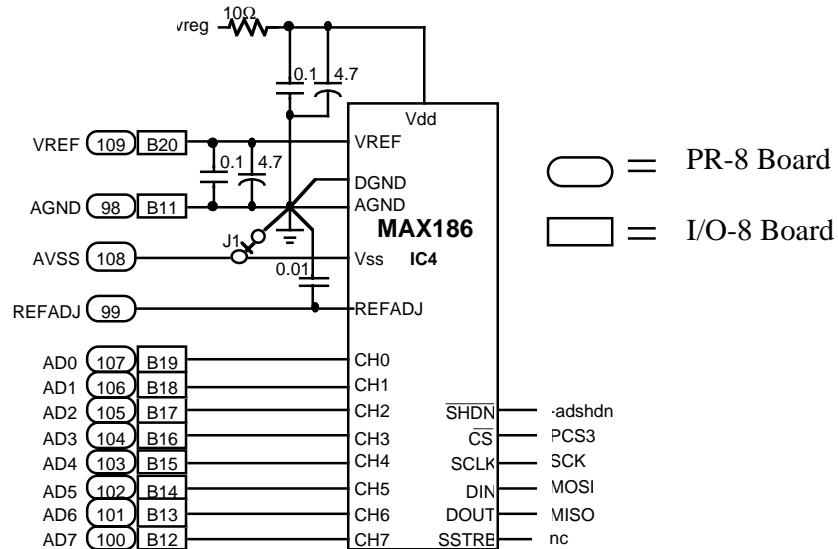 vreg 10Ω
0.1 4.7
Vdd
VREF 109 B20 VREF
0.1 4.7
DGND
AGND 98 B11 AGND
MAX186
J1
AVSS 108 Vss IC4
0.01
REFADJ 99 REFADJ
AD0 107 B19 CH0
AD1 106 B18 CH1
AD2 105 B17 CH2 SHDN -adshdn
AD3 104 B16 CH3 CS PCS3
AD4 103 B15 CH4 SCLK SCK
AD5 102 B14 CH5 DIN MOSI
AD6 101 B13 CH6 DOUT MISO
AD7 100 B12 CH7 SSTRB nc
= PR-8 Board
= I/O-8 Board